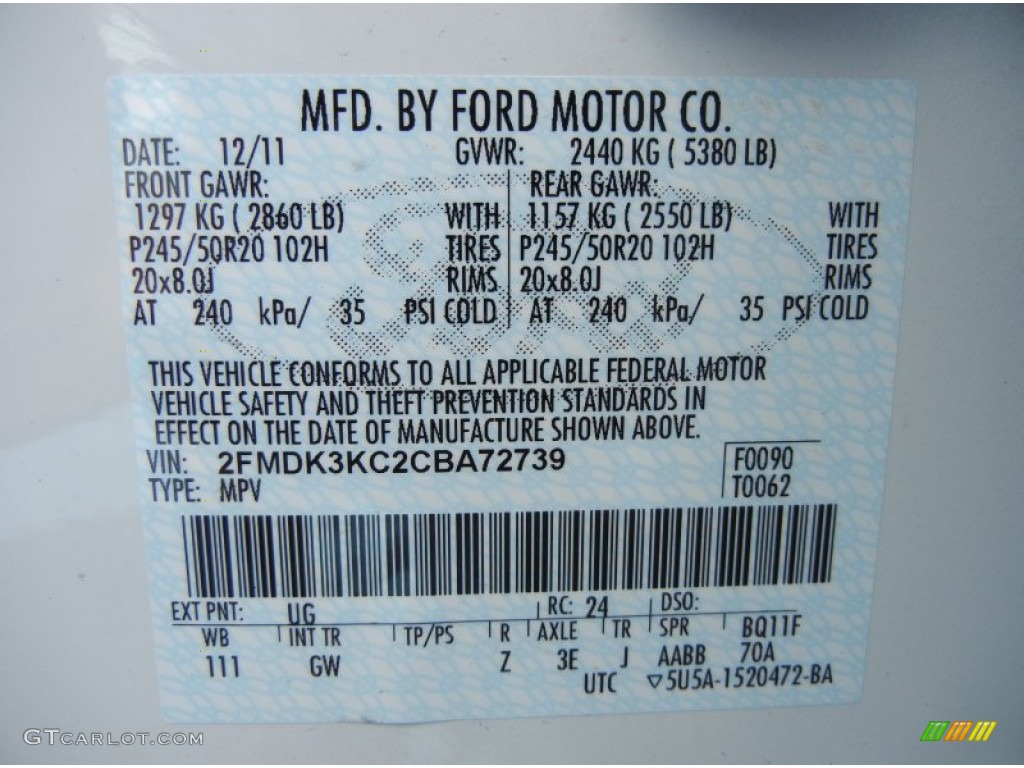 MFD. BY FORD MOTOR CO.
DATE: 12/11 GVWR: 2440 KG ( 5380 LB)
FRONT GAWR: REAR GAWR:
1297 KG ( 2860 LB) WITH 1157 KG ( 2550 LB) WITH
P245/50R20 102H TIRES P245/50R20 102H TIRES
20x8.0J RIMS 20x8.0J RIMS
AT 240 kPa/ 35 PSI COLD AT 240 kPa/ 35 PSI COLD
THIS VEHICLE CONFORMS TO ALL APPLICABLE FEDERAL MOTOR
VEHICLE SAFETY AND THEFT PREVENTION STANDARDS IN
EFFECT ON THE DATE OF MANUFACTURE SHOWN ABOVE.
VIN: 2FMDK3KC2CBA72739 F0090
TYPE: MPV T0062
EXT PNT: UG RC: 24 DSO:
WB INT TR TP/PS R AXLE TR SPR BQ11F
111 GW Z 3E J AABB 70A
UTC ▽5U5A-1520472-BA
GTCARLOT.COM